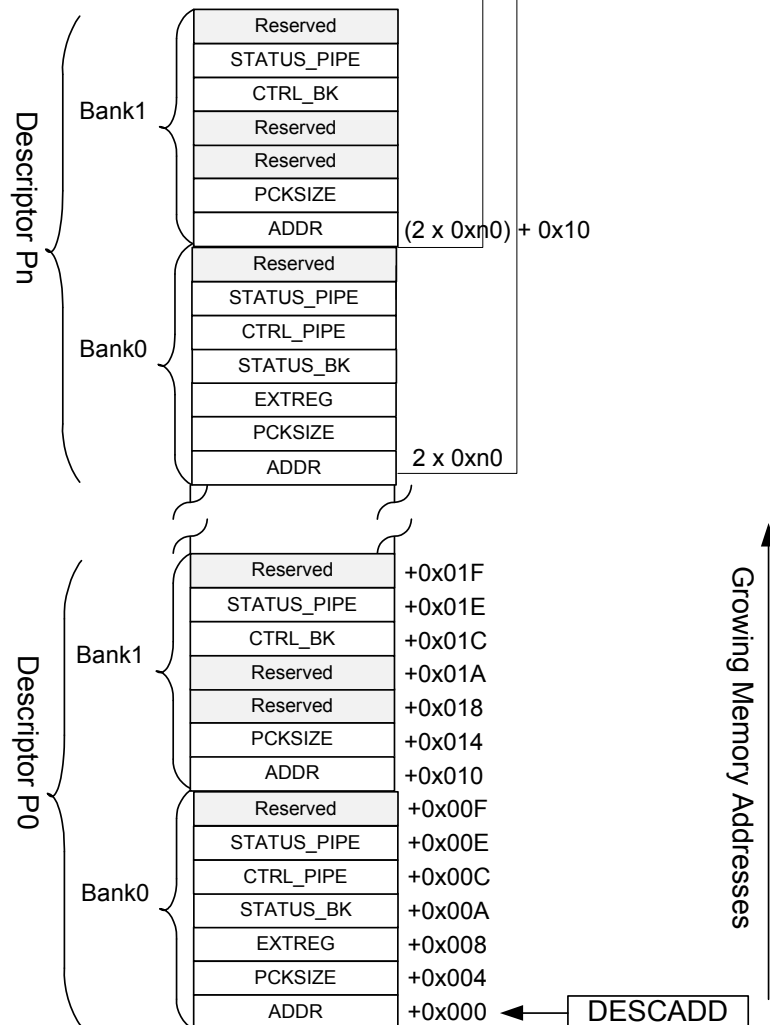 Descriptor Pn
Bank1
Reserved
STATUS_PIPE
CTRL_BK
Reserved
Reserved
PCKSIZE
ADDR (2 x 0xn0) + 0x10
Bank0
Reserved
STATUS_PIPE
CTRL_PIPE
STATUS_BK
EXTREG
PCKSIZE
ADDR 2 x 0xn0
Descriptor P0
Bank1
Reserved +0x01F
STATUS_PIPE +0x01E
CTRL_BK +0x01C
Reserved +0x01A
Reserved +0x018
PCKSIZE +0x014
ADDR +0x010
Bank0
Reserved +0x00F
STATUS_PIPE +0x00E
CTRL_PIPE +0x00C
STATUS_BK +0x00A
EXTREG +0x008
PCKSIZE +0x004
ADDR +0x000 DESCADD
Growing Memory Addresses